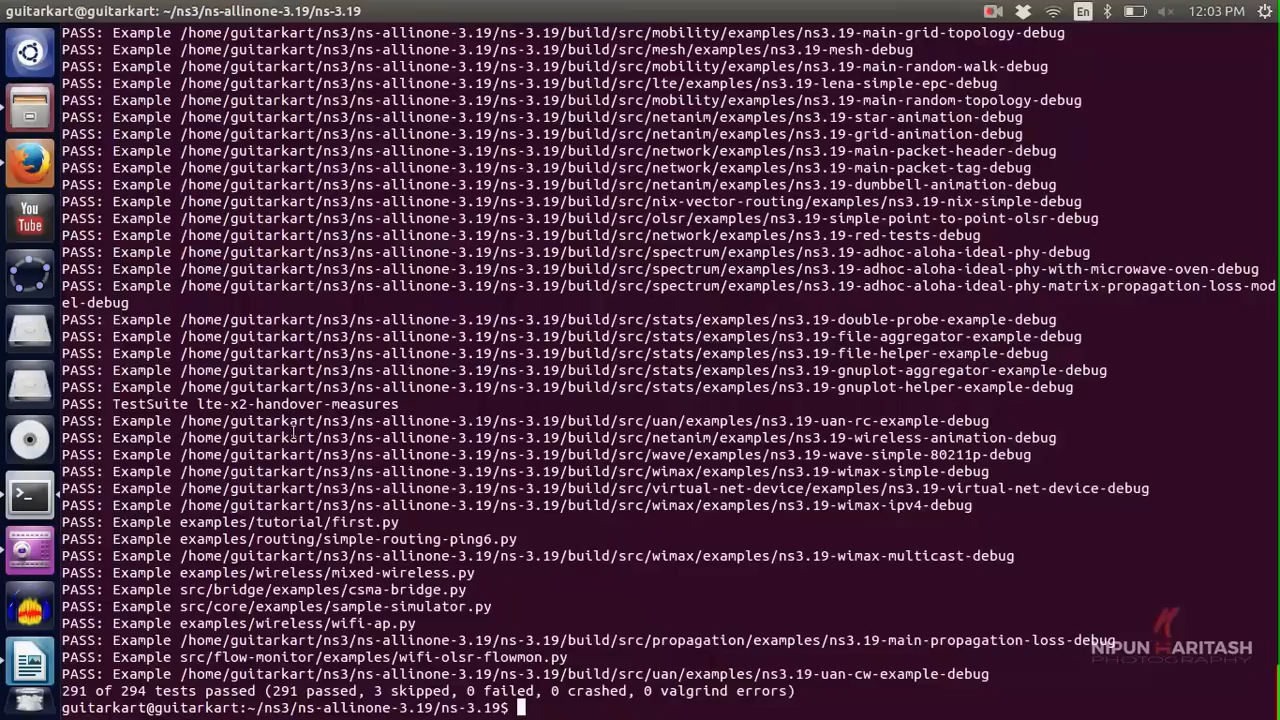 guitarkart@guitarkart: ~/ns3/ns-allinone-3.19/ns-3.19
En
12:03 PM
PASS: Example /home/guitarkart/ns3/ns-allinone-3.19/ns-3.19/build/src/mobility/examples/ns3.19-main-grid-topology-debug
PASS: Example /home/guitarkart/ns3/ns-allinone-3.19/ns-3.19/build/src/mesh/examples/ns3.19-mesh-debug
PASS: Example /home/guitarkart/ns3/ns-allinone-3.19/ns-3.19/build/src/mobility/examples/ns3.19-main-random-walk-debug
PASS: Example /home/guitarkart/ns3/ns-allinone-3.19/ns-3.19/build/src/lte/examples/ns3.19-lena-simple-epc-debug
PASS: Example /home/guitarkart/ns3/ns-allinone-3.19/ns-3.19/build/src/mobility/examples/ns3.19-main-random-topology-debug
PASS: Example /home/guitarkart/ns3/ns-allinone-3.19/ns-3.19/build/src/netanim/examples/ns3.19-star-animation-debug
PASS: Example /home/guitarkart/ns3/ns-allinone-3.19/ns-3.19/build/src/netanim/examples/ns3.19-grid-animation-debug
PASS: Example /home/guitarkart/ns3/ns-allinone-3.19/ns-3.19/build/src/network/examples/ns3.19-main-packet-header-debug
PASS: Example /home/guitarkart/ns3/ns-allinone-3.19/ns-3.19/build/src/network/examples/ns3.19-main-packet-tag-debug
PASS: Example /home/guitarkart/ns3/ns-allinone-3.19/ns-3.19/build/src/netanim/examples/ns3.19-dumbbell-animation-debug
PASS: Example /home/guitarkart/ns3/ns-allinone-3.19/ns-3.19/build/src/nix-vector-routing/examples/ns3.19-nix-simple-debug
PASS: Example /home/guitarkart/ns3/ns-allinone-3.19/ns-3.19/build/src/olsr/examples/ns3.19-simple-point-to-point-olsr-debug
PASS: Example /home/guitarkart/ns3/ns-allinone-3.19/ns-3.19/build/src/network/examples/ns3.19-red-tests-debug
PASS: Example /home/guitarkart/ns3/ns-allinone-3.19/ns-3.19/build/src/spectrum/examples/ns3.19-adhoc-aloha-ideal-phy-debug
PASS: Example /home/guitarkart/ns3/ns-allinone-3.19/ns-3.19/build/src/spectrum/examples/ns3.19-adhoc-aloha-ideal-phy-with-microwave-oven-debug
PASS: Example /home/guitarkart/ns3/ns-allinone-3.19/ns-3.19/build/src/spectrum/examples/ns3.19-adhoc-aloha-ideal-phy-matrix-propagation-loss-mod
el-debug
PASS: Example /home/guitarkart/ns3/ns-allinone-3.19/ns-3.19/build/src/stats/examples/ns3.19-double-probe-example-debug
PASS: Example /home/guitarkart/ns3/ns-allinone-3.19/ns-3.19/build/src/stats/examples/ns3.19-file-aggregator-example-debug
PASS: Example /home/guitarkart/ns3/ns-allinone-3.19/ns-3.19/build/src/stats/examples/ns3.19-file-helper-example-debug
PASS: Example /home/guitarkart/ns3/ns-allinone-3.19/ns-3.19/build/src/stats/examples/ns3.19-gnuplot-aggregator-example-debug
PASS: Example /home/guitarkart/ns3/ns-allinone-3.19/ns-3.19/build/src/stats/examples/ns3.19-gnuplot-helper-example-debug
PASS: TestSuite lte-x2-handover-measures
PASS: Example /home/guitarkart/ns3/ns-allinone-3.19/ns-3.19/build/src/uan/examples/ns3.19-uan-rc-example-debug
PASS: Example /home/guitarkart/ns3/ns-allinone-3.19/ns-3.19/build/src/netanim/examples/ns3.19-wireless-animation-debug
PASS: Example /home/guitarkart/ns3/ns-allinone-3.19/ns-3.19/build/src/wave/examples/ns3.19-wave-simple-80211p-debug
PASS: Example /home/guitarkart/ns3/ns-allinone-3.19/ns-3.19/build/src/wimax/examples/ns3.19-wimax-simple-debug
PASS: Example /home/guitarkart/ns3/ns-allinone-3.19/ns-3.19/build/src/virtual-net-device/examples/ns3.19-virtual-net-device-debug
PASS: Example /home/guitarkart/ns3/ns-allinone-3.19/ns-3.19/build/src/wimax/examples/ns3.19-wimax-ipv4-debug
PASS: Example examples/tutorial/first.py
PASS: Example examples/routing/simple-routing-ping6.py
PASS: Example /home/guitarkart/ns3/ns-allinone-3.19/ns-3.19/build/src/wimax/examples/ns3.19-wimax-multicast-debug
PASS: Example examples/wireless/mixed-wireless.py
PASS: Example src/bridge/examples/csma-bridge.py
PASS: Example src/core/examples/sample-simulator.py
PASS: Example examples/wireless/wifi-ap.py
PASS: Example /home/guitarkart/ns3/ns-allinone-3.19/ns-3.19/build/src/propagation/examples/ns3.19-main-propagation-loss-debug
PASS: Example src/flow-monitor/examples/wifi-olsr-flowmon.py
PASS: Example /home/guitarkart/ns3/ns-allinone-3.19/ns-3.19/build/src/uan/examples/ns3.19-uan-cw-example-debug
291 of 294 tests passed (291 passed, 3 skipped, 0 failed, 0 crashed, 0 valgrind errors)
guitarkart@guitarkart:~/ns3/ns-allinone-3.19/ns-3.19$
You
Tube
NIPUN HARITASH
PHOTOGRAPHY